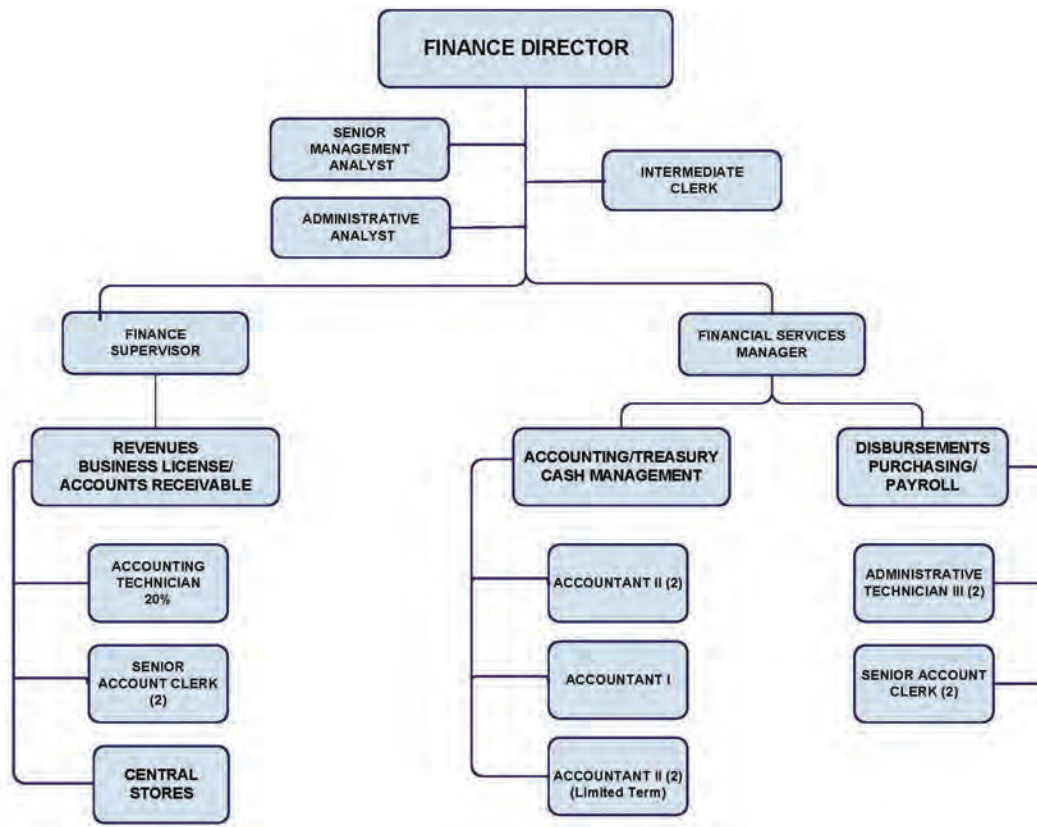 FINANCE DIRECTOR
SENIOR
MANAGEMENT
ANALYST
INTERMEDIATE
CLERK
ADMINISTRATIVE
ANALYST
FINANCE
SUPERVISOR
FINANCIAL SERVICES
MANAGER
REVENUES
BUSINESS LICENSE/
ACCOUNTS RECEIVABLE
ACCOUNTING/TREASURY
CASH MANAGEMENT
DISBURSEMENTS
PURCHASING/
PAYROLL
ACCOUNTING
TECHNICIAN
20%
ACCOUNTANT II (2)
ADMINISTRATIVE
TECHNICIAN III (2)
SENIOR
ACCOUNT CLERK
(2)
ACCOUNTANT I
SENIOR ACCOUNT
CLERK (2)
CENTRAL
STORES
ACCOUNTANT II (2)
(Limited Term)